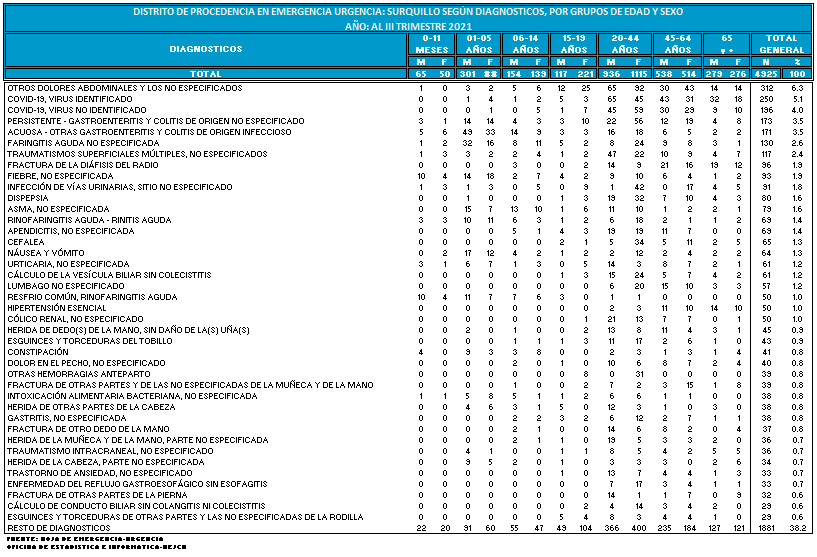 DISTRITO DE PROCEDENCIA EN EMERGENCIA URGENCIA: SURQUILLO SEGÚN DIAGNOSTICOS, POR GRUPOS DE EDAD Y SEXO
AÑO: AL III TRIMESTRE 2021
DIAGNOSTICOS 0-11 MESES 01-05 AÑOS 06-14 AÑOS 15-19 AÑOS 20-44 AÑOS 45-64 AÑOS 65 y + TOTAL GENERAL
M F M F M F M F M F M F M F N %
TOTAL 65 50 301 ## 154 139 117 221 936 1115 538 514 279 276 4925 100
OTROS DOLORES ABDOMINALES Y LOS NO ESPECIFICADOS 1 0 3 2 5 6 12 25 65 92 30 43 14 14 312 6.3
COVID-19, VIRUS IDENTIFICADO 0 0 1 4 1 2 5 3 65 45 43 31 32 18 250 5.1
COVID-19, VIRUS NO IDENTIFICADO 0 0 0 1 0 5 1 7 45 59 30 29 9 10 196 4.0
PERSISTENTE - GASTROENTERITIS Y COLITIS DE ORIGEN NO ESPECIFICADO 3 1 14 14 4 3 3 10 22 56 12 19 4 8 173 3.5
ACUOSA - OTRAS GASTROENTERITIS Y COLITIS DE ORIGEN INFECCIOSO 5 6 49 33 14 9 3 3 16 18 6 5 2 2 171 3.5
FARINGITIS AGUDA NO ESPECIFICADA 1 2 32 16 8 11 5 2 8 24 9 8 3 1 130 2.6
TRAUMATISMOS SUPERFICIALES MÚLTIPLES, NO ESPECIFICADOS 1 3 3 2 2 4 1 2 47 22 10 9 4 7 117 2.4
FRACTURA DE LA DIÁFISIS DEL RADIO 0 0 0 0 3 0 0 2 14 9 21 16 19 12 96 1.9
FIEBRE, NO ESPECIFICADA 10 4 14 18 2 7 4 2 9 10 6 4 1 2 93 1.9
INFECCIÓN DE VÍAS URINARIAS, SITIO NO ESPECIFICADO 1 3 1 3 0 5 0 9 1 42 0 17 4 5 91 1.8
DISPEPSIA 0 0 1 0 0 0 1 3 19 32 7 10 4 3 80 1.6
ASMA, NO ESPECIFICADA 0 0 15 7 13 10 1 6 11 10 1 2 2 1 79 1.6
RINOFARINGITIS AGUDA - RINITIS AGUDA 3 3 10 11 6 3 1 2 6 18 2 1 1 2 69 1.4
APENDICITIS, NO ESPECIFICADA 0 0 0 0 5 1 4 3 19 19 11 7 0 0 69 1.4
CEFALEA 0 0 0 0 0 0 2 1 5 34 5 11 2 5 65 1.3
NÁUSEA Y VÓMITO 0 2 17 12 4 2 1 2 2 12 2 4 2 2 64 1.3
URTICARIA, NO ESPECIFICADA 3 1 6 7 1 3 0 5 14 3 8 7 2 1 61 1.2
CÁLCULO DE LA VESÍCULA BILIAR SIN COLECISTITIS 0 0 0 0 0 0 1 3 15 24 5 7 4 2 61 1.2
LUMBAGO NO ESPECIFICADO 0 0 0 0 0 0 0 0 6 20 15 10 3 3 57 1.2
RESFRIO COMÚN, RINOFARINGITIS AGUDA 10 4 11 7 7 6 3 0 1 1 0 0 0 0 50 1.0
HIPERTENSIÓN ESENCIAL 0 0 0 0 0 0 0 0 2 3 11 10 14 10 50 1.0
CÓLICO RENAL, NO ESPECIFICADO 0 0 0 0 0 0 0 1 21 13 7 7 0 1 50 1.0
HERIDA DE DEDO(S) DE LA MANO, SIN DAÑO DE LA(S) UÑA(S) 0 0 2 0 1 0 0 2 13 8 11 4 3 1 45 0.9
ESGUINCES Y TORCEDURAS DEL TOBILLO 0 0 0 0 1 1 1 3 11 17 2 6 1 0 43 0.9
CONSTIPACIÓN 4 0 9 3 3 8 0 0 2 3 1 3 1 4 41 0.8
DOLOR EN EL PECHO, NO ESPECIFICADO 0 0 0 0 2 0 1 0 10 6 8 7 2 4 40 0.8
OTRAS HEMORRAGIAS ANTEPARTO 0 0 0 0 0 0 0 8 0 31 0 0 0 0 39 0.8
FRACTURA DE OTRAS PARTES Y DE LAS NO ESPECIFICADAS DE LA MUÑECA Y DE LA MANO 0 0 0 0 1 0 0 2 7 2 3 15 1 8 39 0.8
INTOXICACIÓN ALIMENTARIA BACTERIANA, NO ESPECIFICADA 1 1 5 8 5 1 1 2 6 6 1 1 0 0 38 0.8
HERIDA DE OTRAS PARTES DE LA CABEZA 0 0 4 6 3 1 5 0 12 3 1 0 3 0 38 0.8
GASTRITIS, NO ESPECIFICADA 0 0 0 0 2 2 3 2 6 12 2 7 1 1 38 0.8
FRACTURA DE OTRO DEDO DE LA MANO 0 0 0 0 2 1 0 0 14 6 8 2 0 4 37 0.8
HERIDA DE LA MUÑECA Y DE LA MANO, PARTE NO ESPECIFICADA 0 0 0 0 2 1 1 0 19 5 3 3 2 0 36 0.7
TRAUMATISMO INTRACRANEAL, NO ESPECIFICADO 0 0 4 1 0 0 1 1 8 5 4 2 5 5 36 0.7
HERIDA DE LA CABEZA, PARTE NO ESPECIFICADA 0 0 9 5 2 0 1 0 3 3 3 0 2 6 34 0.7
TRASTORNO DE ANSIEDAD, NO ESPECIFICADO 0 0 0 0 0 0 0 0 13 7 4 4 1 3 33 0.7
ENFERMEDAD DEL REFLUJO GASTROESOFÁGICO SIN ESOFAGITIS 0 0 0 0 0 0 0 0 7 17 3 4 1 1 33 0.7
FRACTURA DE OTRAS PARTES DE LA PIERNA 0 0 0 0 0 0 0 0 14 1 1 7 0 9 32 0.6
CÁLCULO DE CONDUCTO BILIAR SIN COLANGITIS NI COLECISTITIS 0 0 0 0 0 0 0 2 4 14 3 4 2 0 29 0.6
ESGUINCES Y TORCEDURAS DE OTRAS PARTES Y LAS NO ESPECIFICADAS DE LA RODILLA 0 0 0 0 0 0 5 4 8 3 4 4 1 0 29 0.6
RESTO DE DIAGNOSTICOS 22 20 91 60 55 47 49 104 366 400 235 184 127 121 1881 38.2
FUENTE: HOJA DE EMERGENCIA-URGENCIA
OFICINA DE ESTADISTICA E INFORMATICA-HEJCU